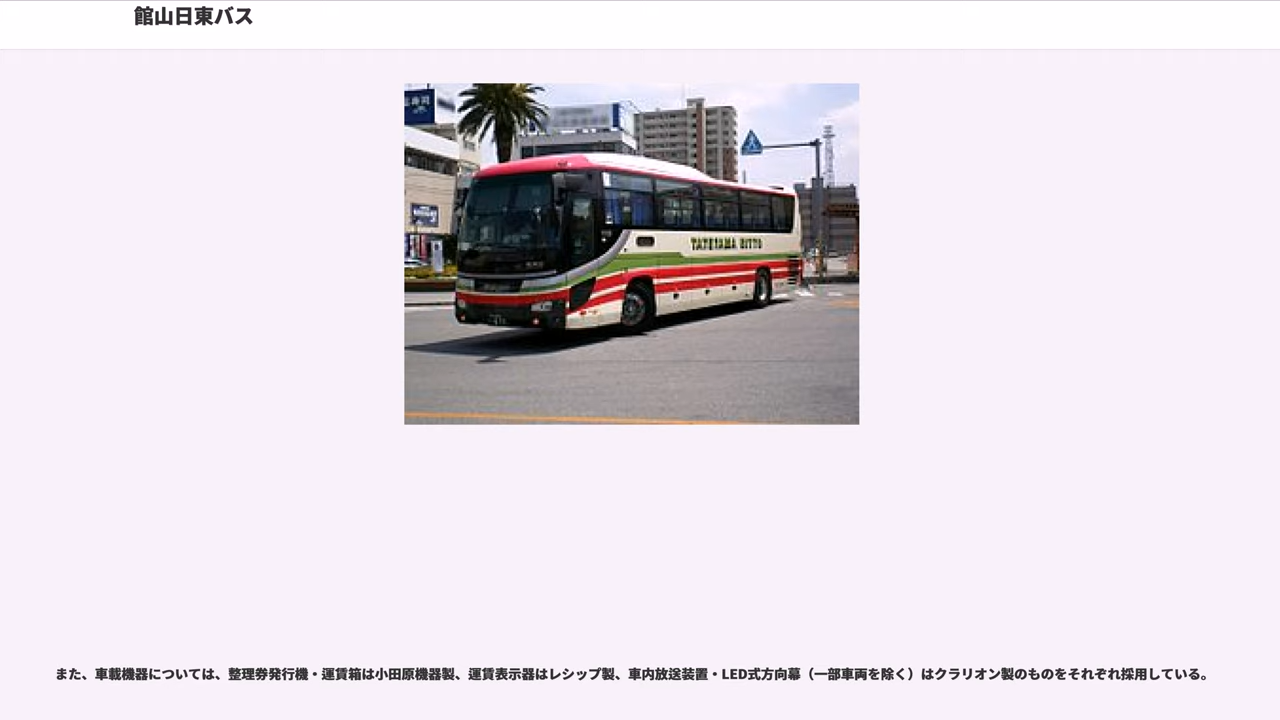 館山日東バス
寿司
TATEYAMA NITTO
また、車載機器については、整理券発行機・運賃箱は小田原機器製、運賃表示器はレシップ製、車内放送装置・LED式方向幕（一部車両を除く）はクラリオン製のものをそれぞれ採用している。